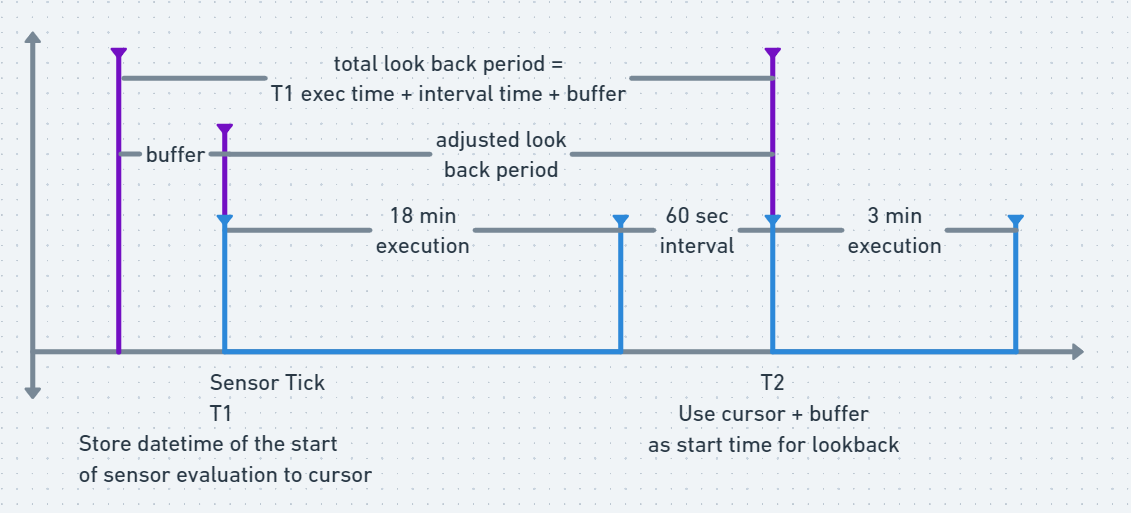 total look back period =
T1 exec time + interval time + buffer
buffer
adjusted look
back period
18 min
execution
60 sec
interval
3 min
execution
Sensor Tick
T1
Store datetime of the start
of sensor evaluation to cursor
T2
Use cursor + buffer
as start time for lookback